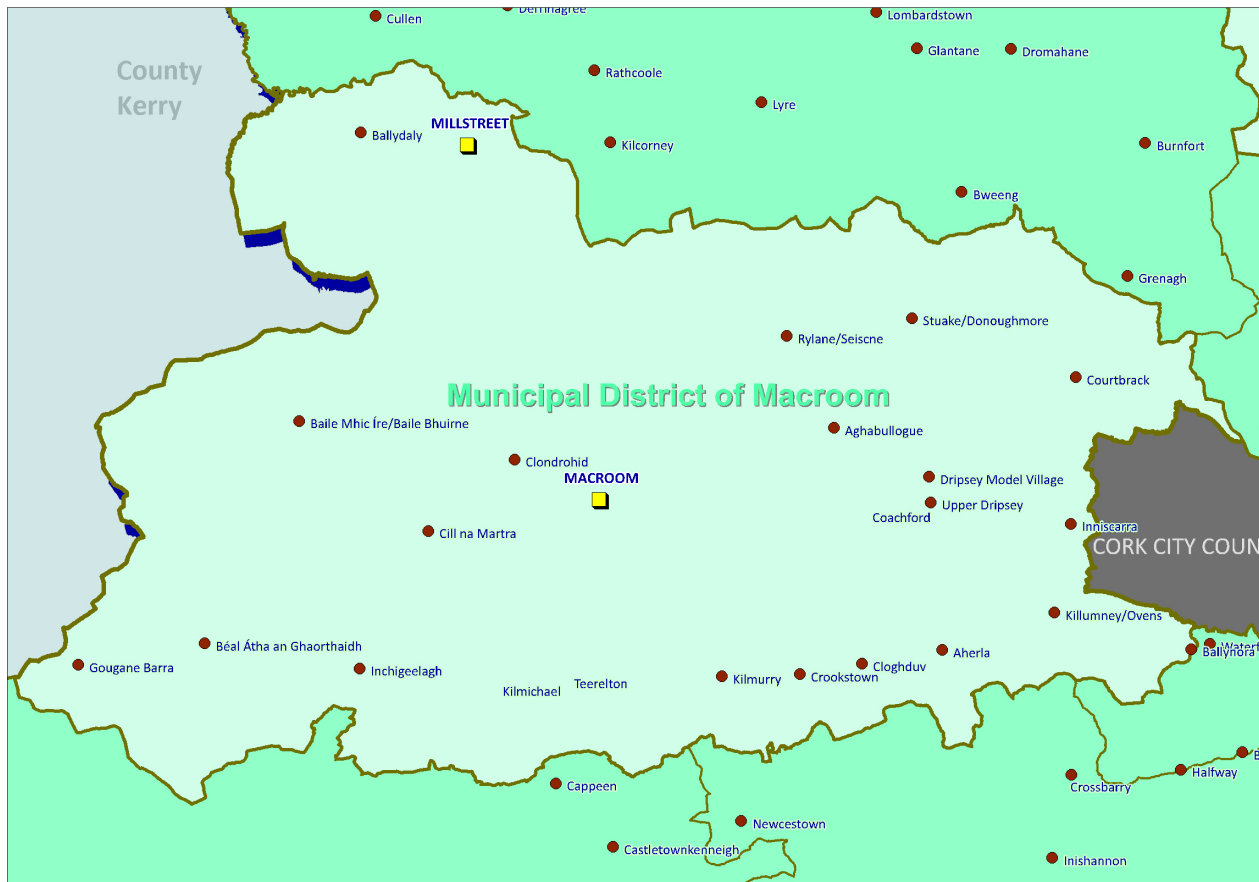 Derrinagree
Cullen
Lombardstown
Glantane
Dromahane
County
Kerry
Rathcoole
Lyre
MILLSTREET
Ballydaly
Kilcorney
Burnfort
Bweeng
Grenagh
Stuake/Donoughmore
Rylane/Seiscne
Courtbrack
Municipal District of Macroom
Baile Mhic Íre/Baile Bhuirne
Aghabullogue
Clondrohid
MACROOM
Dripsey Model Village
Upper Dripsey
Coachford
Inniscarra
Cill na Martra
CORK CITY COUN
Killumney/Ovens
Béal Átha an Ghaorthaidh
Waterf
Ballynora
Aherla
Gougane Barra
Inchigeelagh
Cloghduv
Crookstown
Kilmurry
Teerelton
Kilmichael
B
Halfway
Cappeen
Crossbarry
Newcestown
Castletownkenneigh
Inishannon